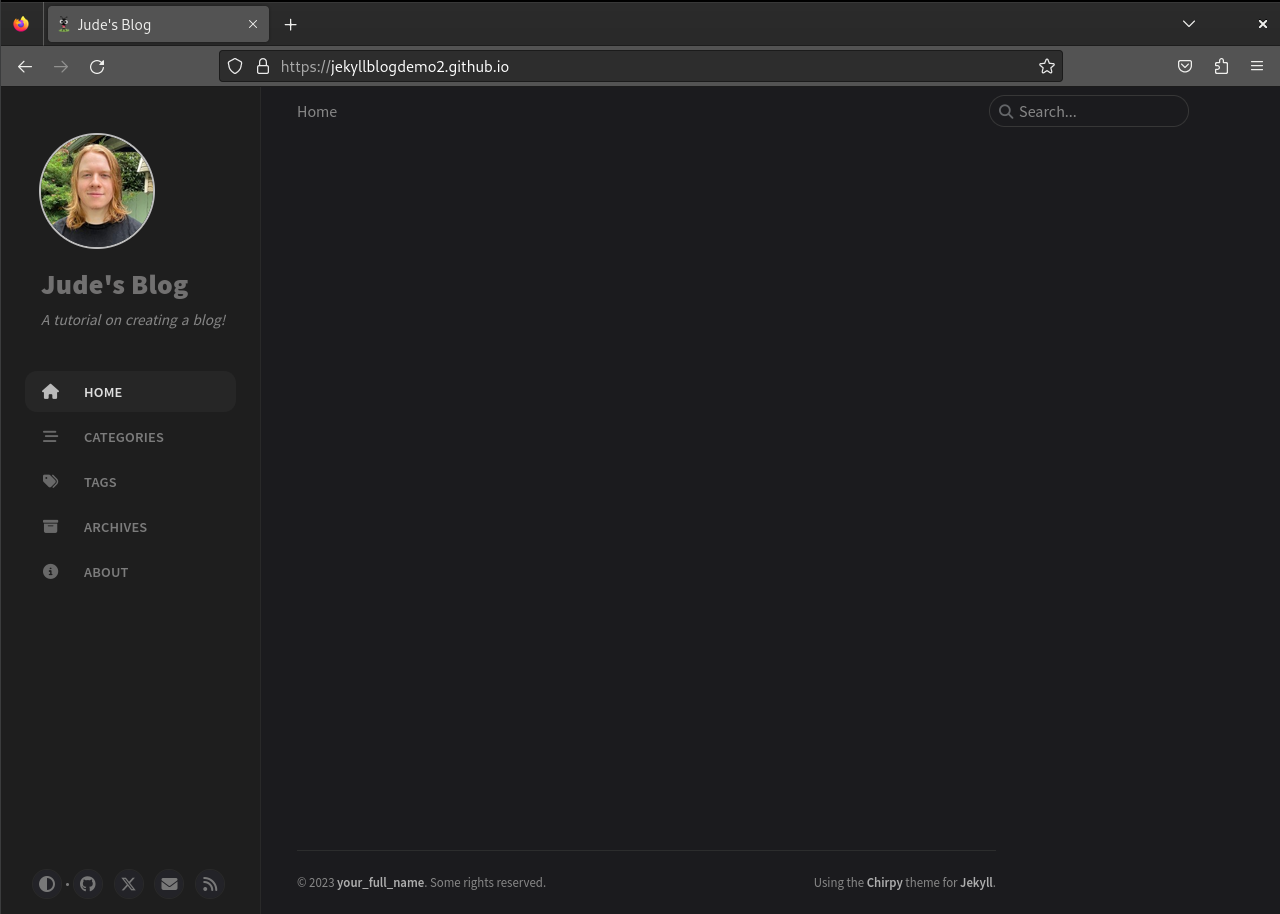 Jude's Blog
https://jekyllblogdemo2.github.io
Home
Search...
Jude's Blog
A tutorial on creating a blog!
HOME
CATEGORIES
TAGS
ARCHIVES
ABOUT
© 2023 your_full_name. Some rights reserved.
Using the Chirpy theme for Jekyll.